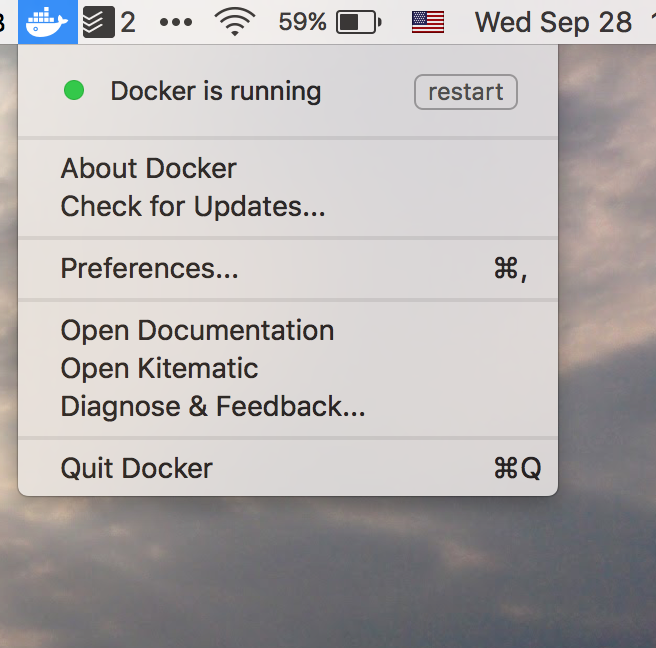 2 ••• 59% Wed Sep 28
Docker is running restart
About Docker
Check for Updates...
Preferences... ⌘,
Open Documentation
Open Kitematic
Diagnose & Feedback...
Quit Docker ⌘Q